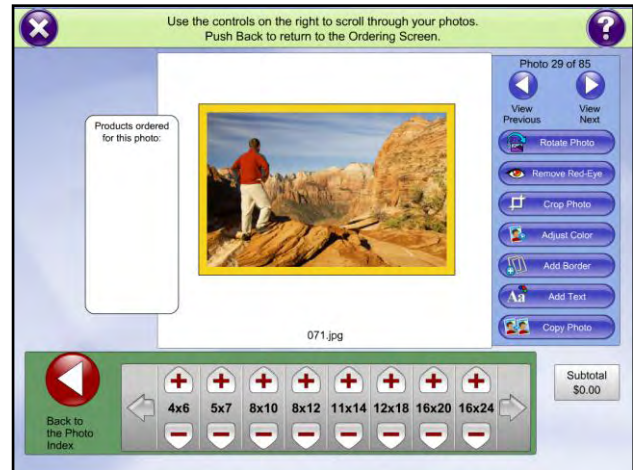 Use the controls on the right to scroll through your photos.
Push Back to return to the Ordering Screen.
?
Photo 29 of 85
View
Previous
View
Next
Products ordered
for this photo:
Rotate Photo
Remove Red-Eye
Crop Photo
Adjust Color
Add Border
Aa Add Text
Copy Photo
071.jpg
Back to
the Photo
Index
4x6 5x7 8x10 8x12 11x14 12x18 16x20 16x24
Subtotal
$0.00